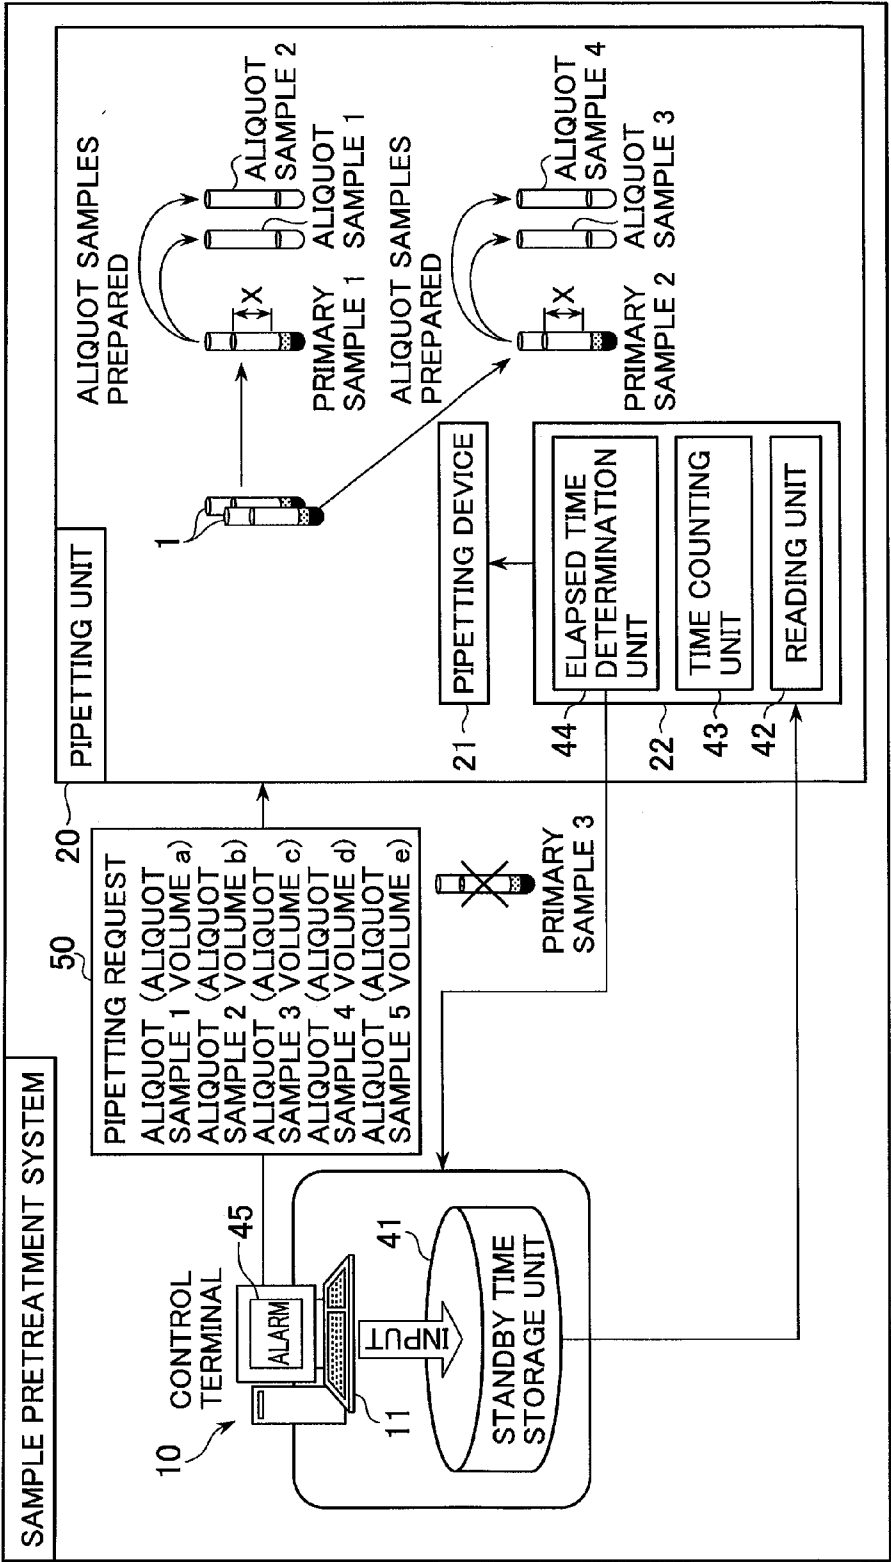 SAMPLE PRETREATMENT SYSTEM
10
CONTROL
TERMINAL
45
ALARM
11
INPUT
41
STANDBY TIME
STORAGE UNIT
50
PIPETTING REQUEST
ALIQUOT (ALIQUOT
SAMPLE 1 VOLUME a)
ALIQUOT (ALIQUOT
SAMPLE 2 VOLUME b)
ALIQUOT (ALIQUOT
SAMPLE 3 VOLUME c)
ALIQUOT (ALIQUOT
SAMPLE 4 VOLUME d)
ALIQUOT (ALIQUOT
SAMPLE 5 VOLUME e)
PRIMARY
SAMPLE 3
20
PIPETTING UNIT
1
ALIQUOT SAMPLES
PREPARED
X
PRIMARY
SAMPLE 1
ALIQUOT
SAMPLE 1
ALIQUOT
SAMPLE 2
ALIQUOT SAMPLES
PREPARED
X
PRIMARY
SAMPLE 2
ALIQUOT
SAMPLE 3
ALIQUOT
SAMPLE 4
21
PIPETTING DEVICE
44
ELAPSED TIME
DETERMINATION
UNIT
22
43
TIME COUNTING
UNIT
42
READING UNIT